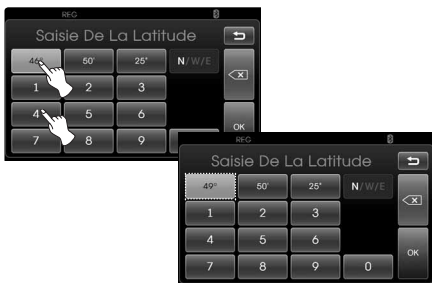 REC
Saisie De La Latitude
46° 50' 25" N/W/E
1 2 3
4 5 6
OK
7 8 9
REC
Saisie De La Latitude
49° 50' 25" N/W/E
1 2 3
4 5 6
OK
7 8 9 0